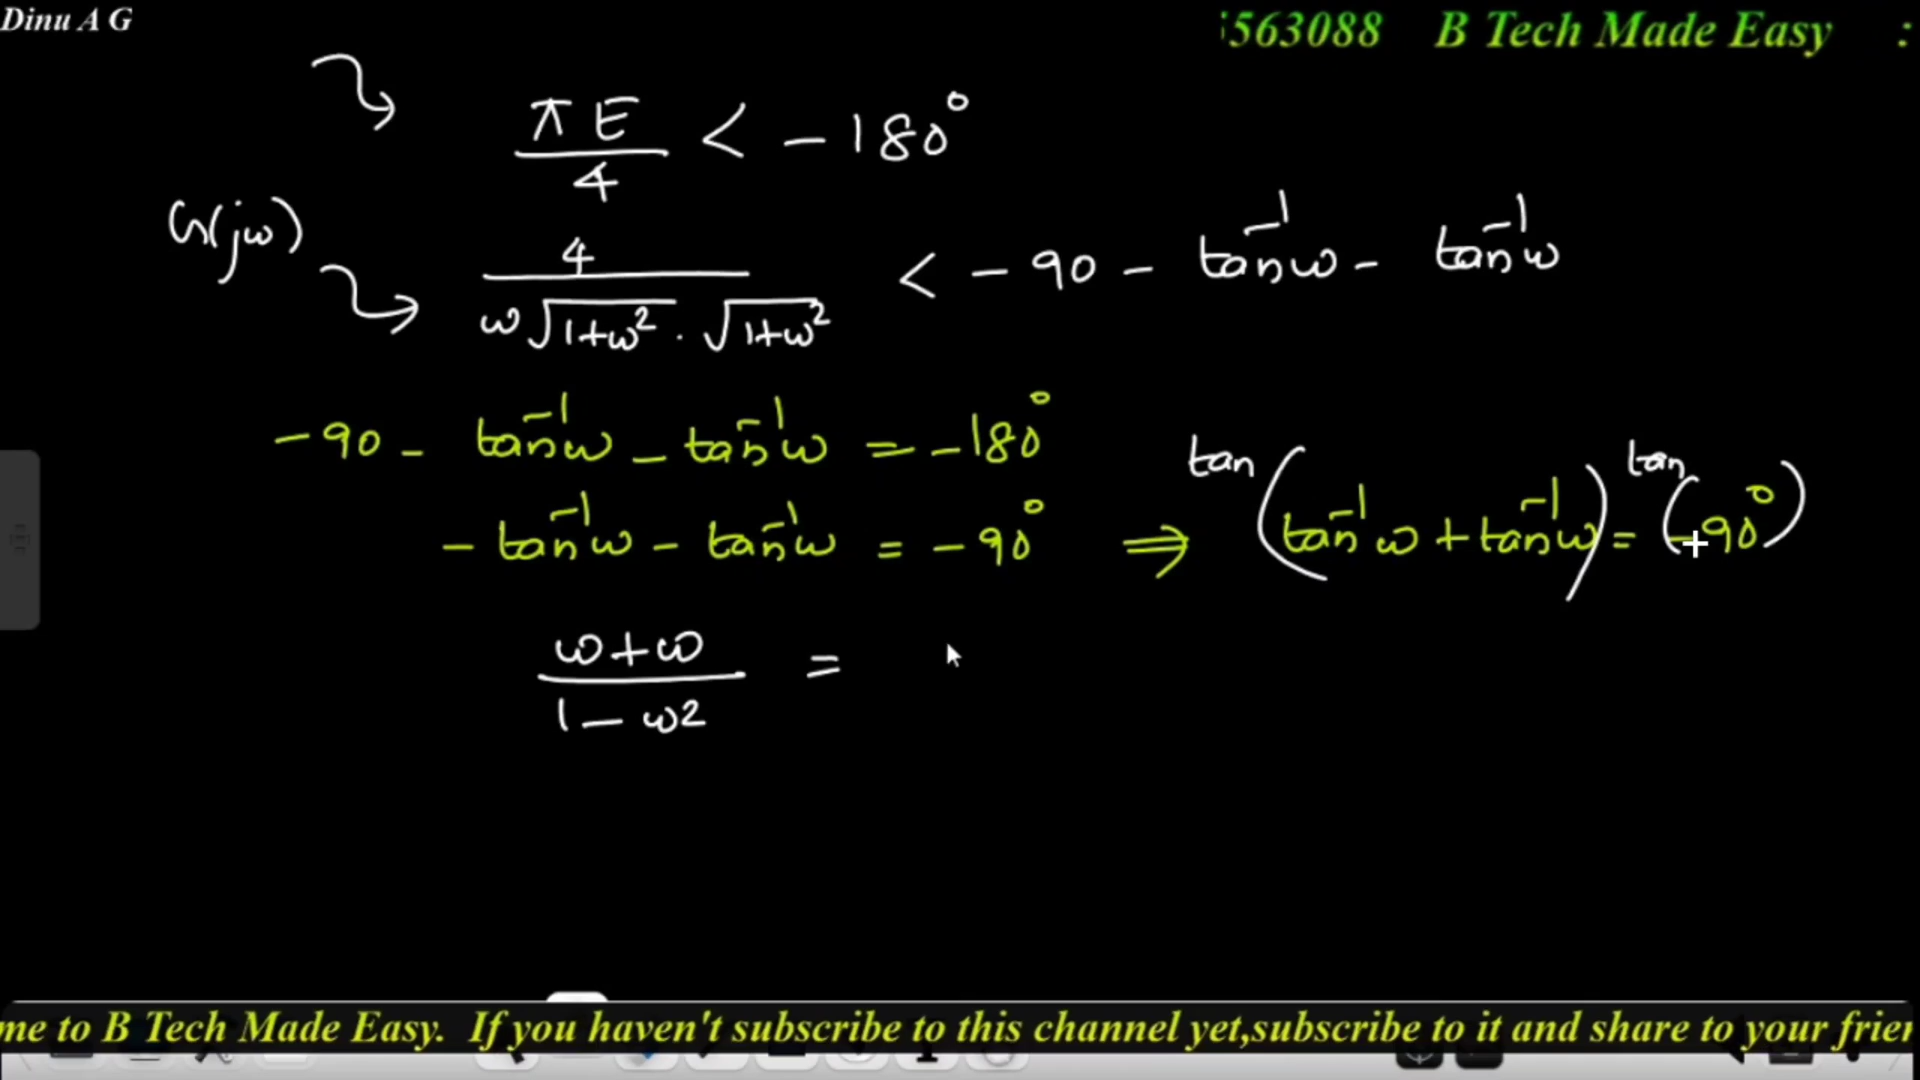 Dinu A G
563088 B Tech Made Easy :
πE/4 < -180°
G(jω)
4/(ω√(1+ω²) . √(1+ω²)) < -90 - tan⁻¹ω - tan⁻¹ω
-90 - tan⁻¹ω - tan⁻¹ω = -180°
-tan⁻¹ω - tan⁻¹ω = -90° ⇒ tan(tan⁻¹ω + tan⁻¹ω) = tan(+90°)
(ω+ω)/(1-ω2) =
me to B Tech Made Easy. If you haven't subscribe to this channel yet,subscribe to it and share to your frier